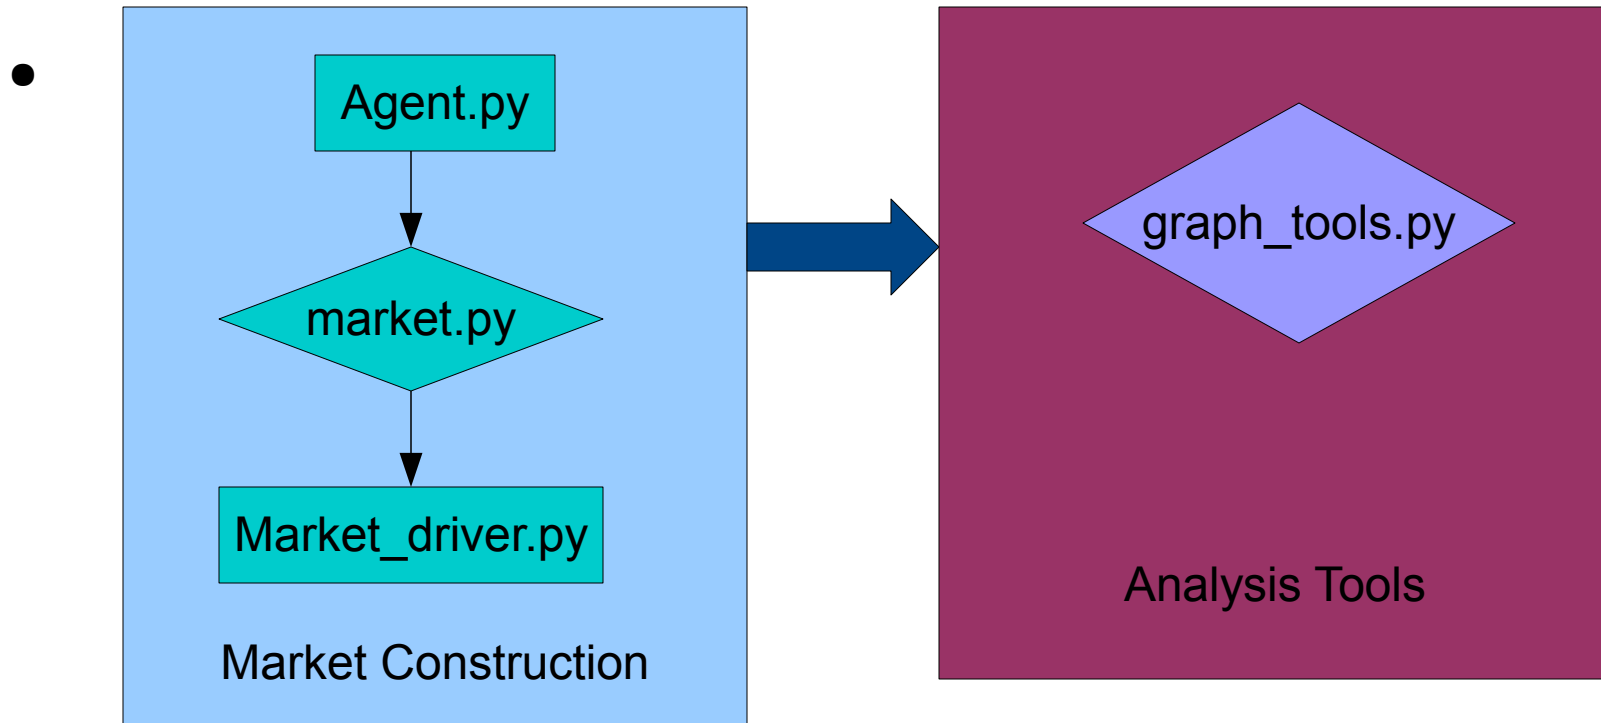 Agent.py
market.py
Market_driver.py
Market Construction
graph_tools.py
Analysis Tools